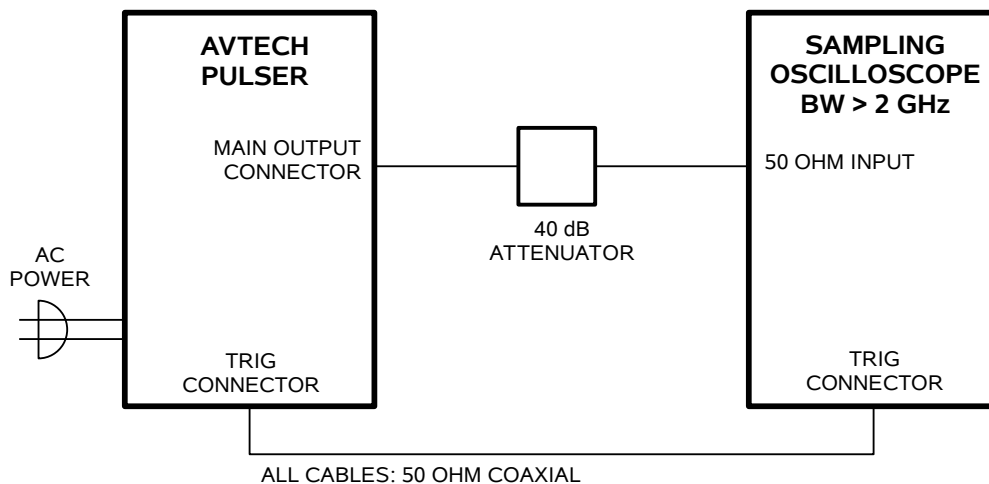 AVTECH
PULSER
SAMPLING
OSCILLOSCOPE
BW > 2 GHz
MAIN OUTPUT
CONNECTOR
50 OHM INPUT
40 dB
ATTENUATOR
AC
POWER
TRIG
CONNECTOR
TRIG
CONNECTOR
ALL CABLES: 50 OHM COAXIAL